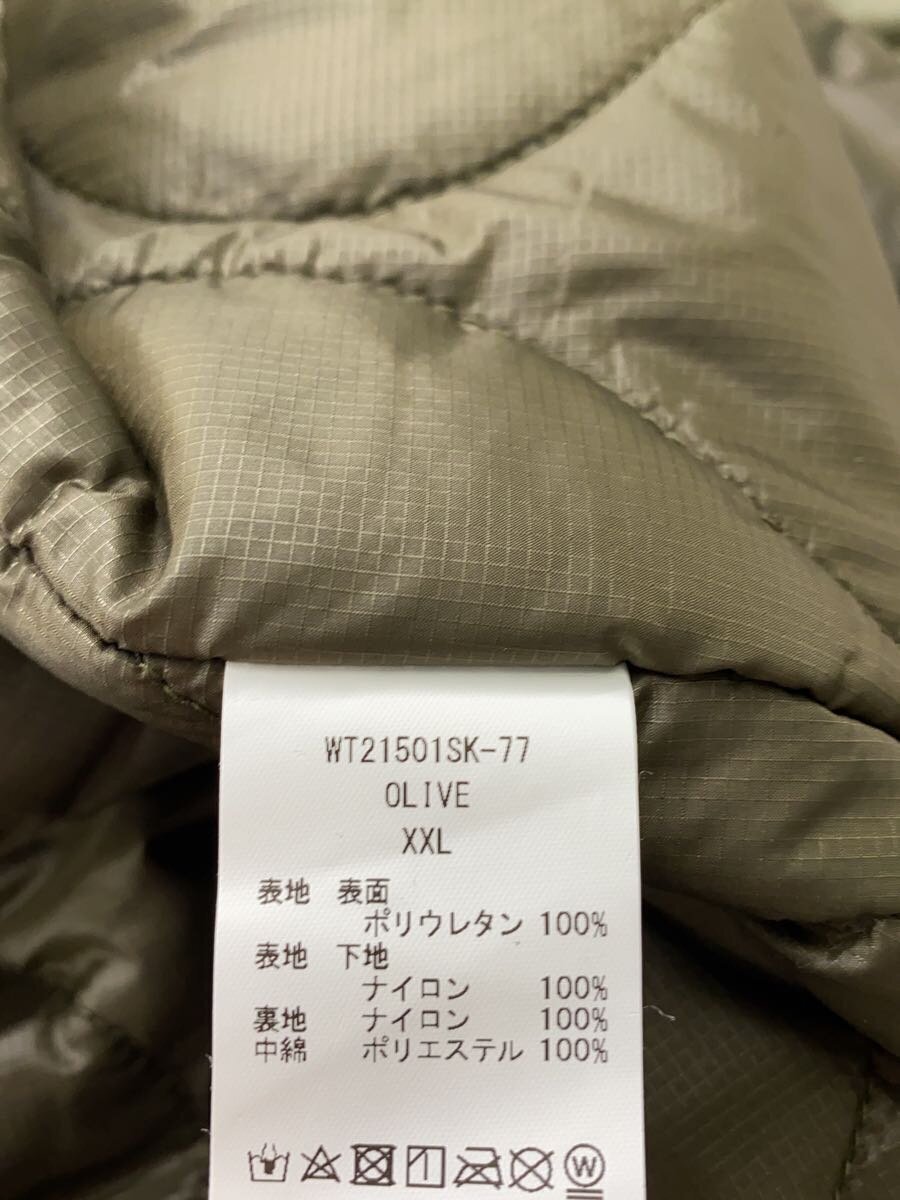 WT21501SK-77
OLIVE
XXL
表地 表面
ポリウレタン 100%
表地 下地
ナイロン 100%
裏地 ナイロン 100%
中綿 ポリエステル 100%
W